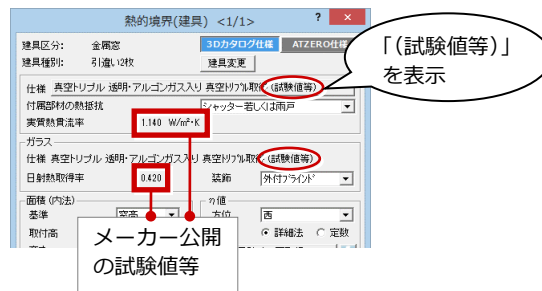 熱的境界(建具) <1/1>
? ×
建具区分: 金属窓 3Dカタログ仕様 ATZERO仕様
建具種別: 引違い2枚 建具変更
仕様 真空トリプル 透明・アルゴンガス入り 真空トリプル取得 (試験値等)
付属部材の熱抵抗 シャッター若しくは雨戸
実質熱貫流率 1.140 W/m²・K
ガラス
仕様 真空トリプル 透明・アルゴンガス入り 真空トリプル取得 (試験値等)
日射熱取得率 0.420 装飾 外付ブラインド
面積(内法) η値
基準 方位 西
取付高 詳細法 定数
「(試験値等)」
を表示
メーカー公開
の試験値等